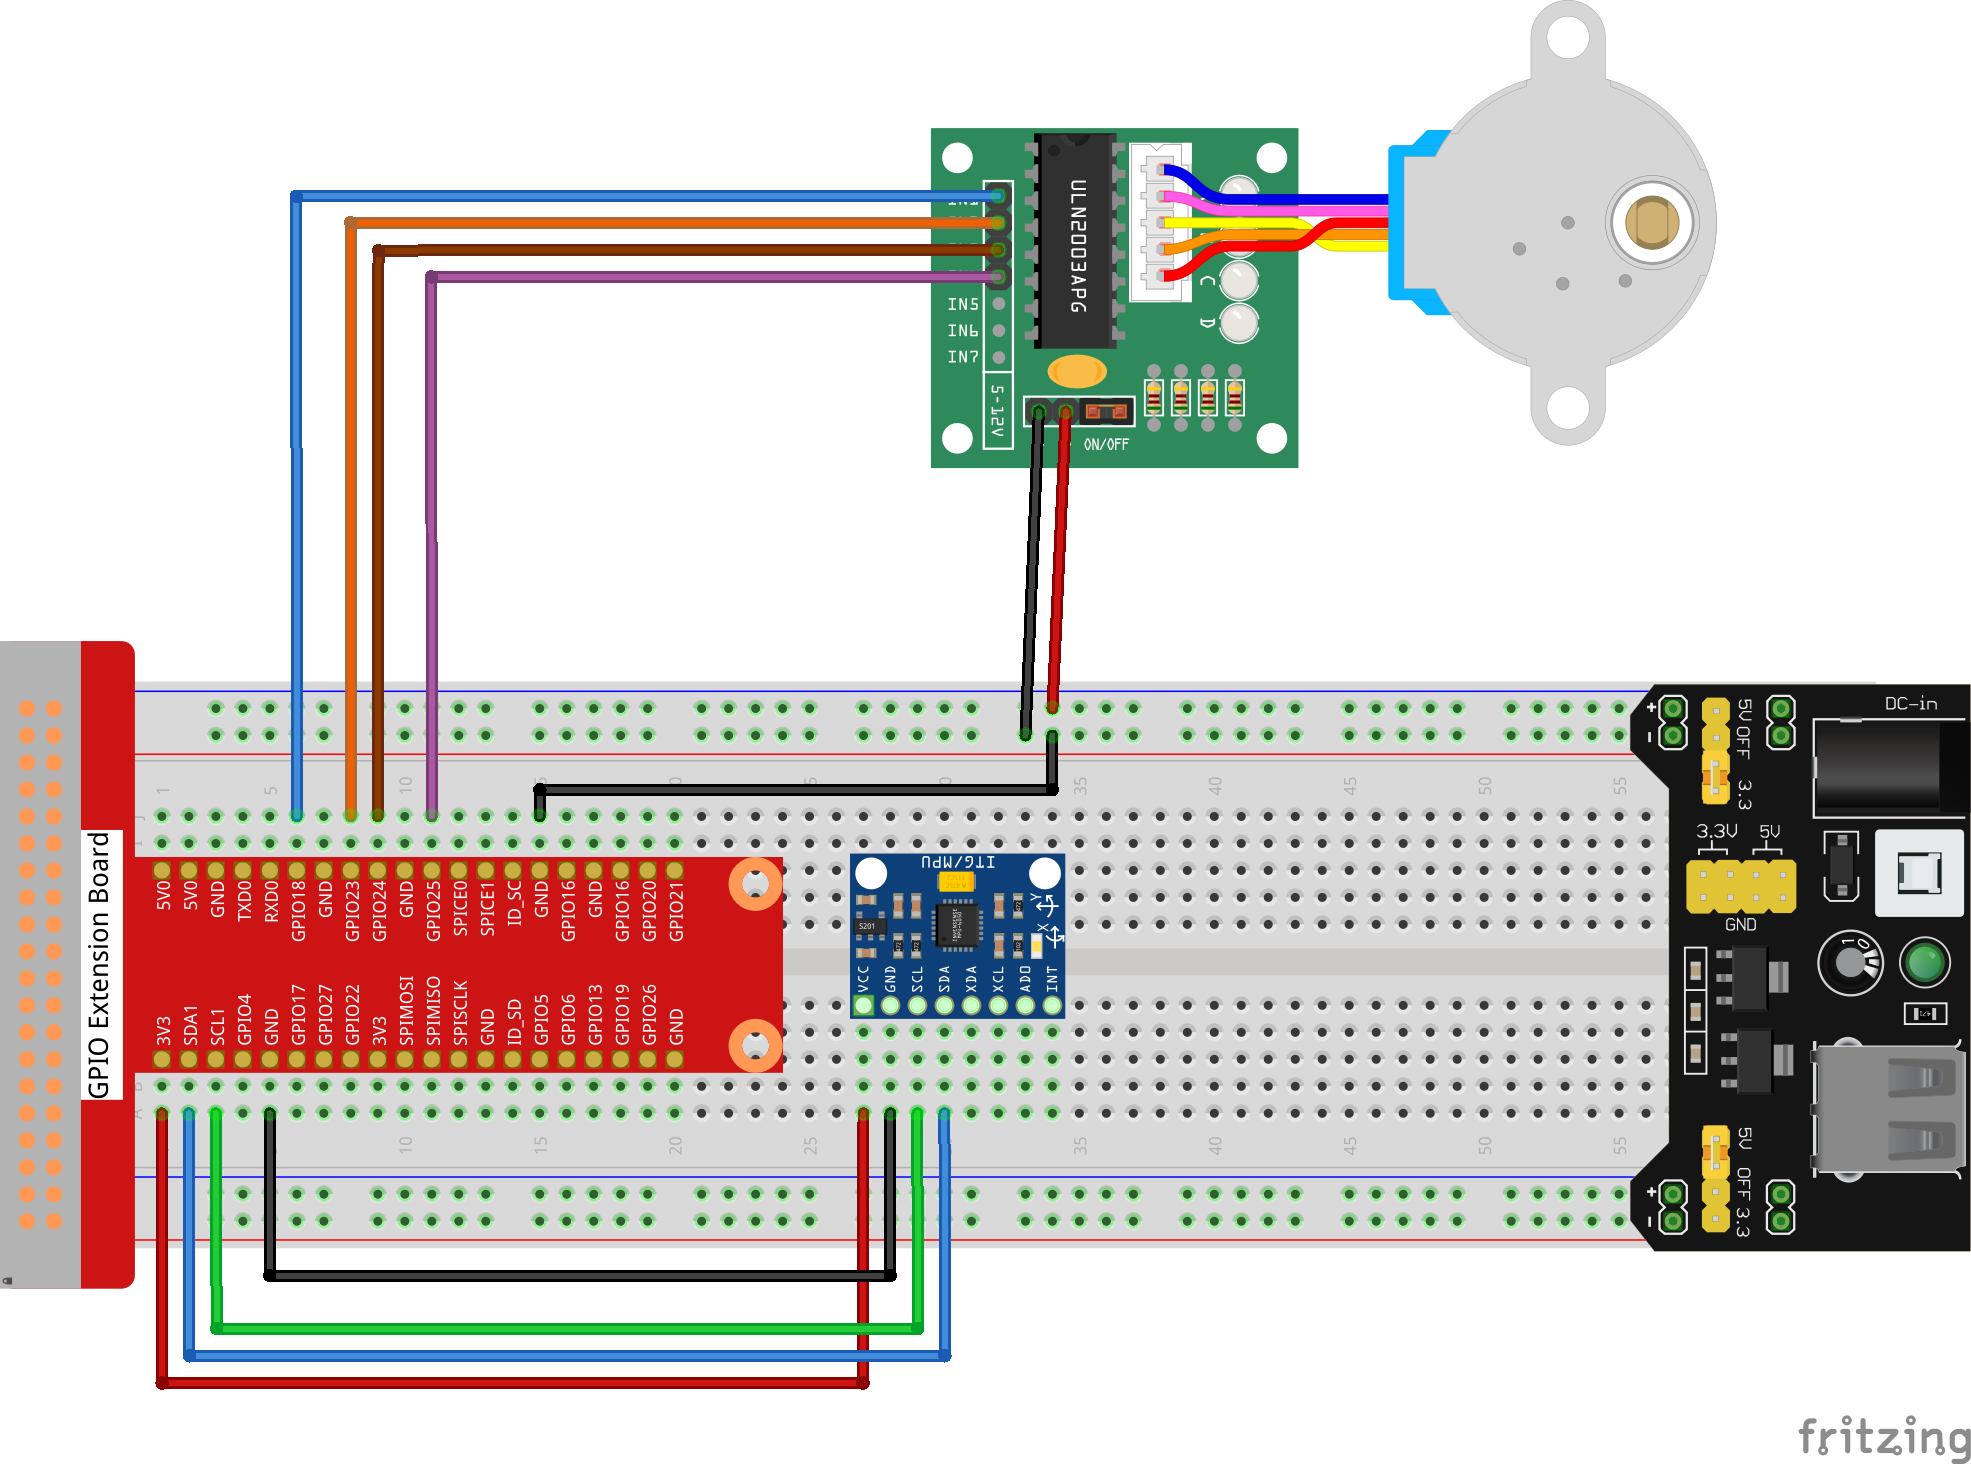 ULN2003APG
C
D
IN5
IN6
IN7
5-12V
ON/OFF
GPIO Extension Board
1
5
10
35
40
45
50
55
J
I
5V0
5V0
GND
TXD0
RXD0
GPIO18
GND
GPIO23
GPIO24
GND
GPIO25
SPICE0
SPICE1
ID_SC
GND
GPIO16
GND
GPIO16
GPIO20
GPIO21
3V3
SDA1
SCL1
GPIO4
GND
GPIO17
GPIO27
GPIO22
3V3
SPIMOSI
SPIMISO
SPISCLK
GND
ID_SD
GPIO5
GPIO6
GPIO13
GPIO19
GPIO26
GND
B
A
10
15
20
25
35
40
45
50
55
ITG/MPU
S201
Y
X
VCC
GND
SCL
SDA
XDA
XCL
ADO
INT
DC-in
+
-
5V
OFF
3.3
3.3V
5V
GND
1
0
471
5V
OFF
3.3
+
-
fritzing